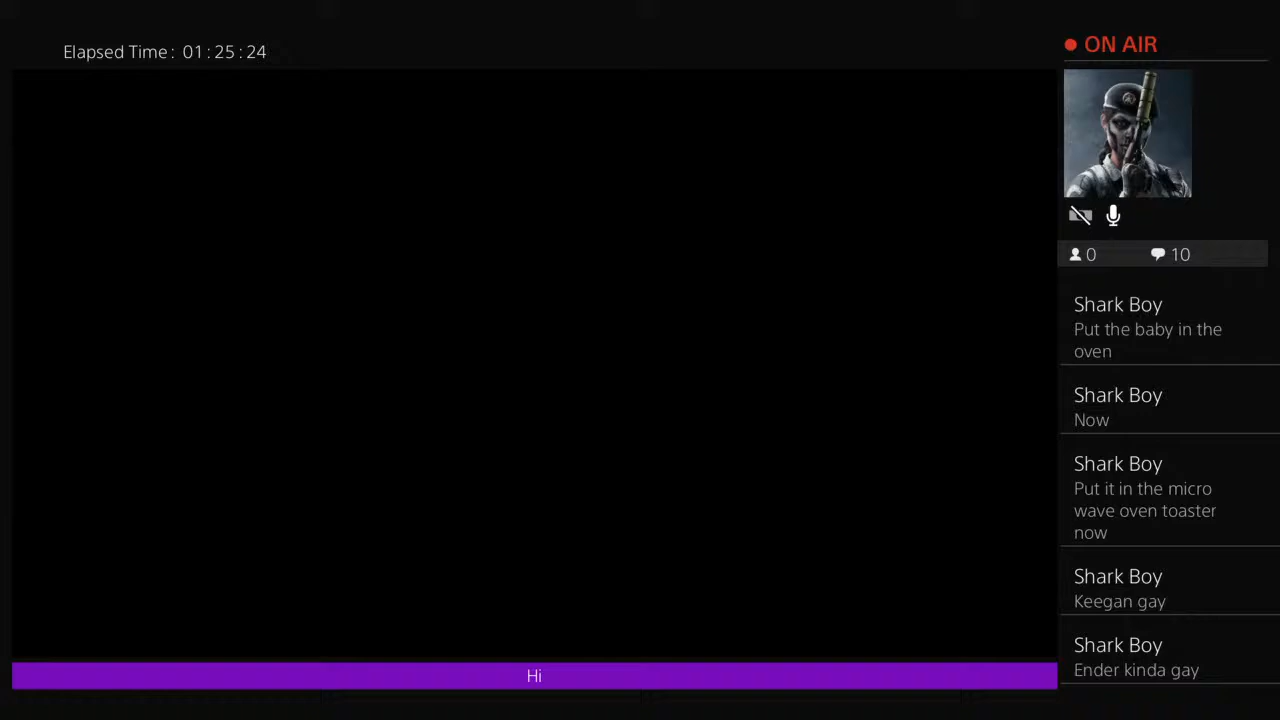 Elapsed Time: 01:25:24
ON AIR
0 10
Shark Boy
Put the baby in the
oven
Shark Boy
Now
Shark Boy
Put it in the micro
wave oven toaster
now
Shark Boy
Keegan gay
Shark Boy
Ender kinda gay
Hi